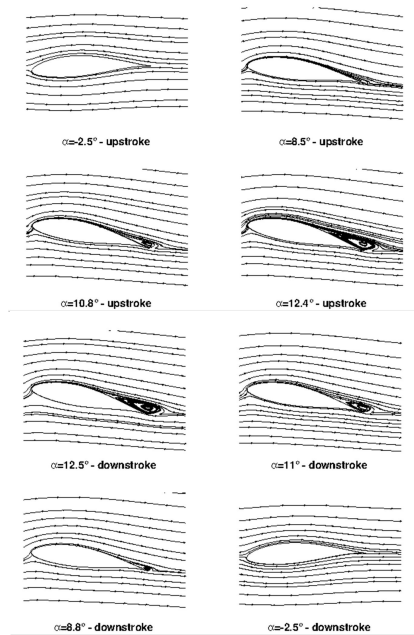 α=-2.5° - upstroke
α=8.5° - upstroke
α=10.8° - upstroke
α=12.4° - upstroke
α=12.5° - downstroke
α=11° - downstroke
α=8.8° - downstroke
α=-2.5° - downstroke